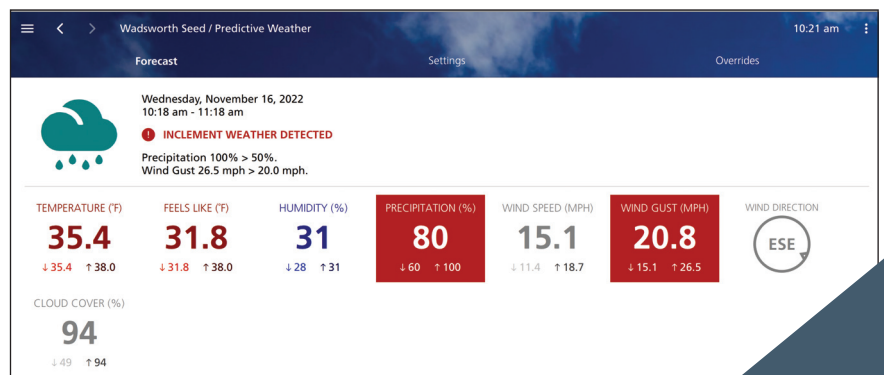 Wadsworth Seed / Predictive Weather
10:21 am
Forecast
Settings
Overrides
Wednesday, November 16, 2022
10:18 am - 11:18 am
! INCLEMENT WEATHER DETECTED
Precipitation 100% > 50%.
Wind Gust 26.5 mph > 20.0 mph.
TEMPERATURE (°F)
35.4
↓35.4 ↑38.0
FEELS LIKE (°F)
31.8
↓31.8 ↑38.0
HUMIDITY (%)
31
↓28 ↑31
PRECIPITATION (%)
80
↓60 ↑100
WIND SPEED (MPH)
15.1
↓11.4 ↑18.7
WIND GUST (MPH)
20.8
↓15.1 ↑26.5
WIND DIRECTION
ESE
CLOUD COVER (%)
94
↓49 ↑94